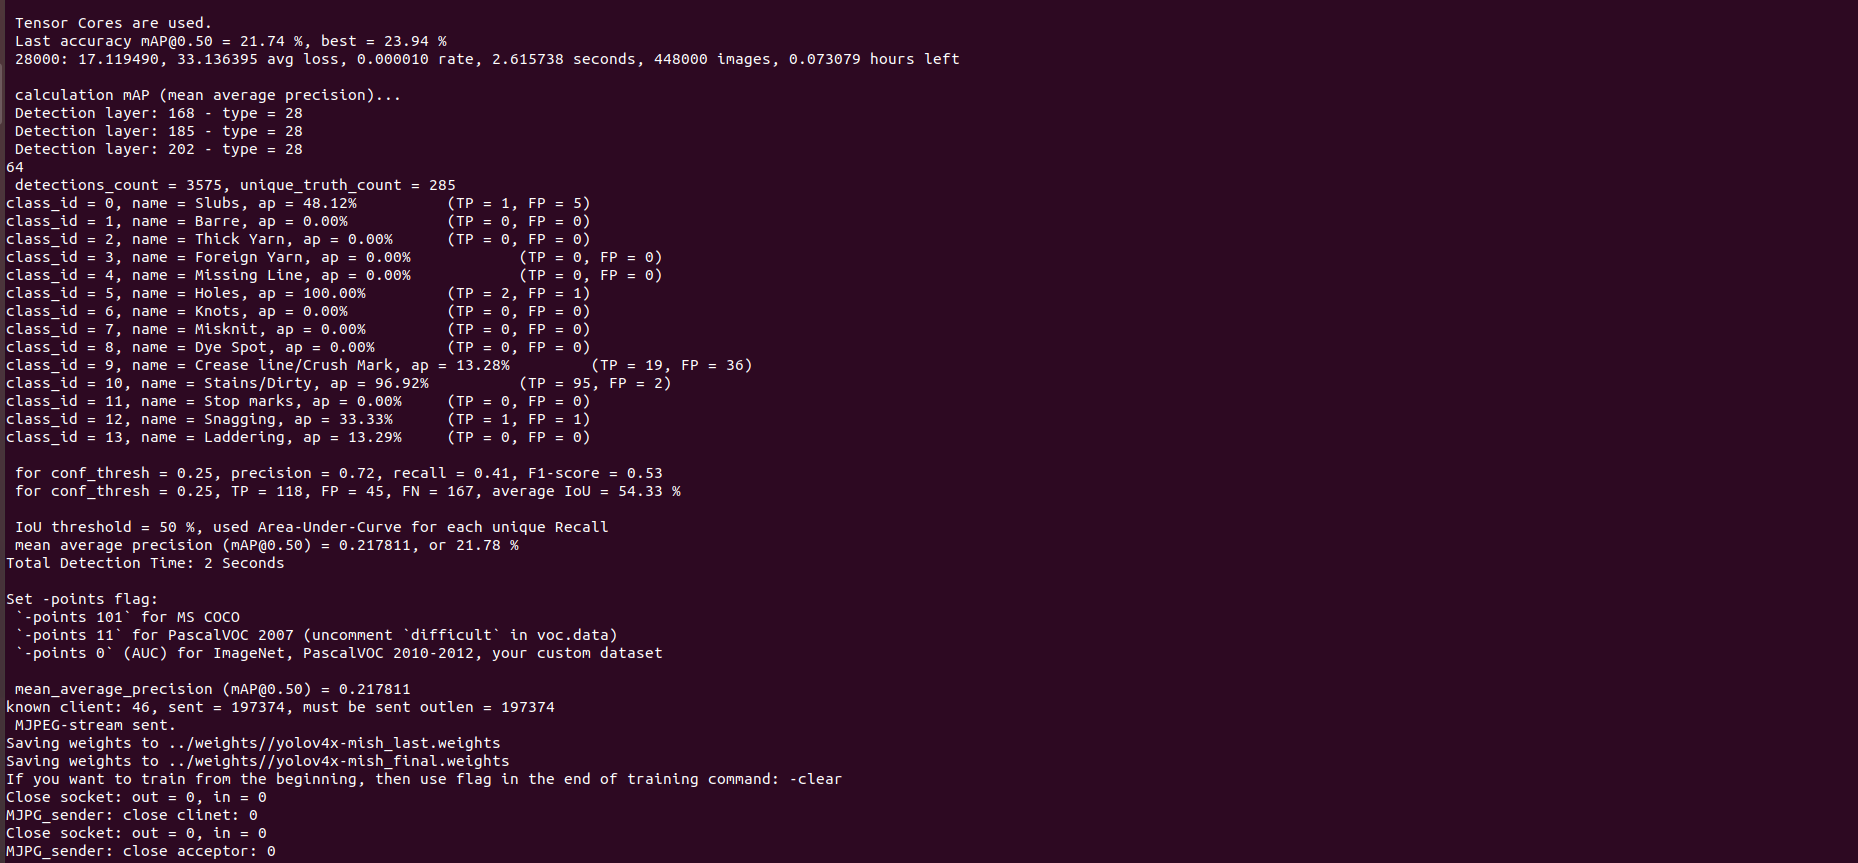 Tensor Cores are used.
Last accuracy mAP@0.50 = 21.74 %, best = 23.94 %
28000: 17.119490, 33.136395 avg loss, 0.000010 rate, 2.615738 seconds, 448000 images, 0.073079 hours left
calculation mAP (mean average precision)...
Detection layer: 168 - type = 28
Detection layer: 185 - type = 28
Detection layer: 202 - type = 28
64
detections_count = 3575, unique_truth_count = 285
class_id = 0, name = Slubs, ap = 48.12% (TP = 1, FP = 5)
class_id = 1, name = Barre, ap = 0.00% (TP = 0, FP = 0)
class_id = 2, name = Thick Yarn, ap = 0.00% (TP = 0, FP = 0)
class_id = 3, name = Foreign Yarn, ap = 0.00% (TP = 0, FP = 0)
class_id = 4, name = Missing Line, ap = 0.00% (TP = 0, FP = 0)
class_id = 5, name = Holes, ap = 100.00% (TP = 2, FP = 1)
class_id = 6, name = Knots, ap = 0.00% (TP = 0, FP = 0)
class_id = 7, name = Misknit, ap = 0.00% (TP = 0, FP = 0)
class_id = 8, name = Dye Spot, ap = 0.00% (TP = 0, FP = 0)
class_id = 9, name = Crease line/Crush Mark, ap = 13.28% (TP = 19, FP = 36)
class_id = 10, name = Stains/Dirty, ap = 96.92% (TP = 95, FP = 2)
class_id = 11, name = Stop marks, ap = 0.00% (TP = 0, FP = 0)
class_id = 12, name = Snagging, ap = 33.33% (TP = 1, FP = 1)
class_id = 13, name = Laddering, ap = 13.29% (TP = 0, FP = 0)
for conf_thresh = 0.25, precision = 0.72, recall = 0.41, F1-score = 0.53
for conf_thresh = 0.25, TP = 118, FP = 45, FN = 167, average IoU = 54.33 %
IoU threshold = 50 %, used Area-Under-Curve for each unique Recall
mean average precision (mAP@0.50) = 0.217811, or 21.78 %
Total Detection Time: 2 Seconds
Set -points flag:
`-points 101` for MS COCO
`-points 11` for PascalVOC 2007 (uncomment `difficult` in voc.data)
`-points 0` (AUC) for ImageNet, PascalVOC 2010-2012, your custom dataset
mean_average_precision (mAP@0.50) = 0.217811
known client: 46, sent = 197374, must be sent outlen = 197374
MJPEG-stream sent.
Saving weights to ../weights//yolov4x-mish_last.weights
Saving weights to ../weights//yolov4x-mish_final.weights
If you want to train from the beginning, then use flag in the end of training command: -clear
Close socket: out = 0, in = 0
MJPG_sender: close clinet: 0
Close socket: out = 0, in = 0
MJPG_sender: close acceptor: 0